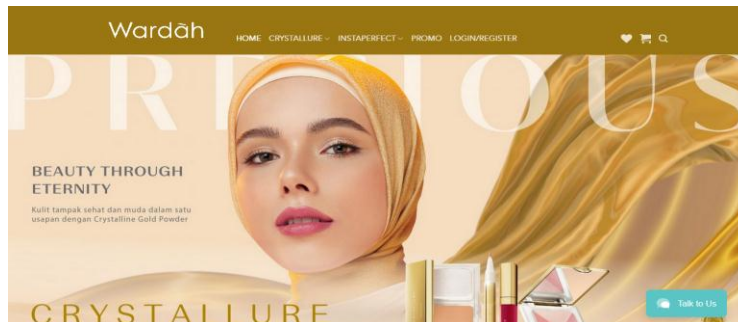 Wardah
HOME CRYSTALLURE INSTAPERFECT PROMO LOGIN/REGISTER
PRECIOUS
BEAUTY THROUGH
ETERNITY
Kulit tampak sehat dan muda dalam satu
usapan dengan Crystalline Gold Powder
CRYSTALLURE
Talk to Us